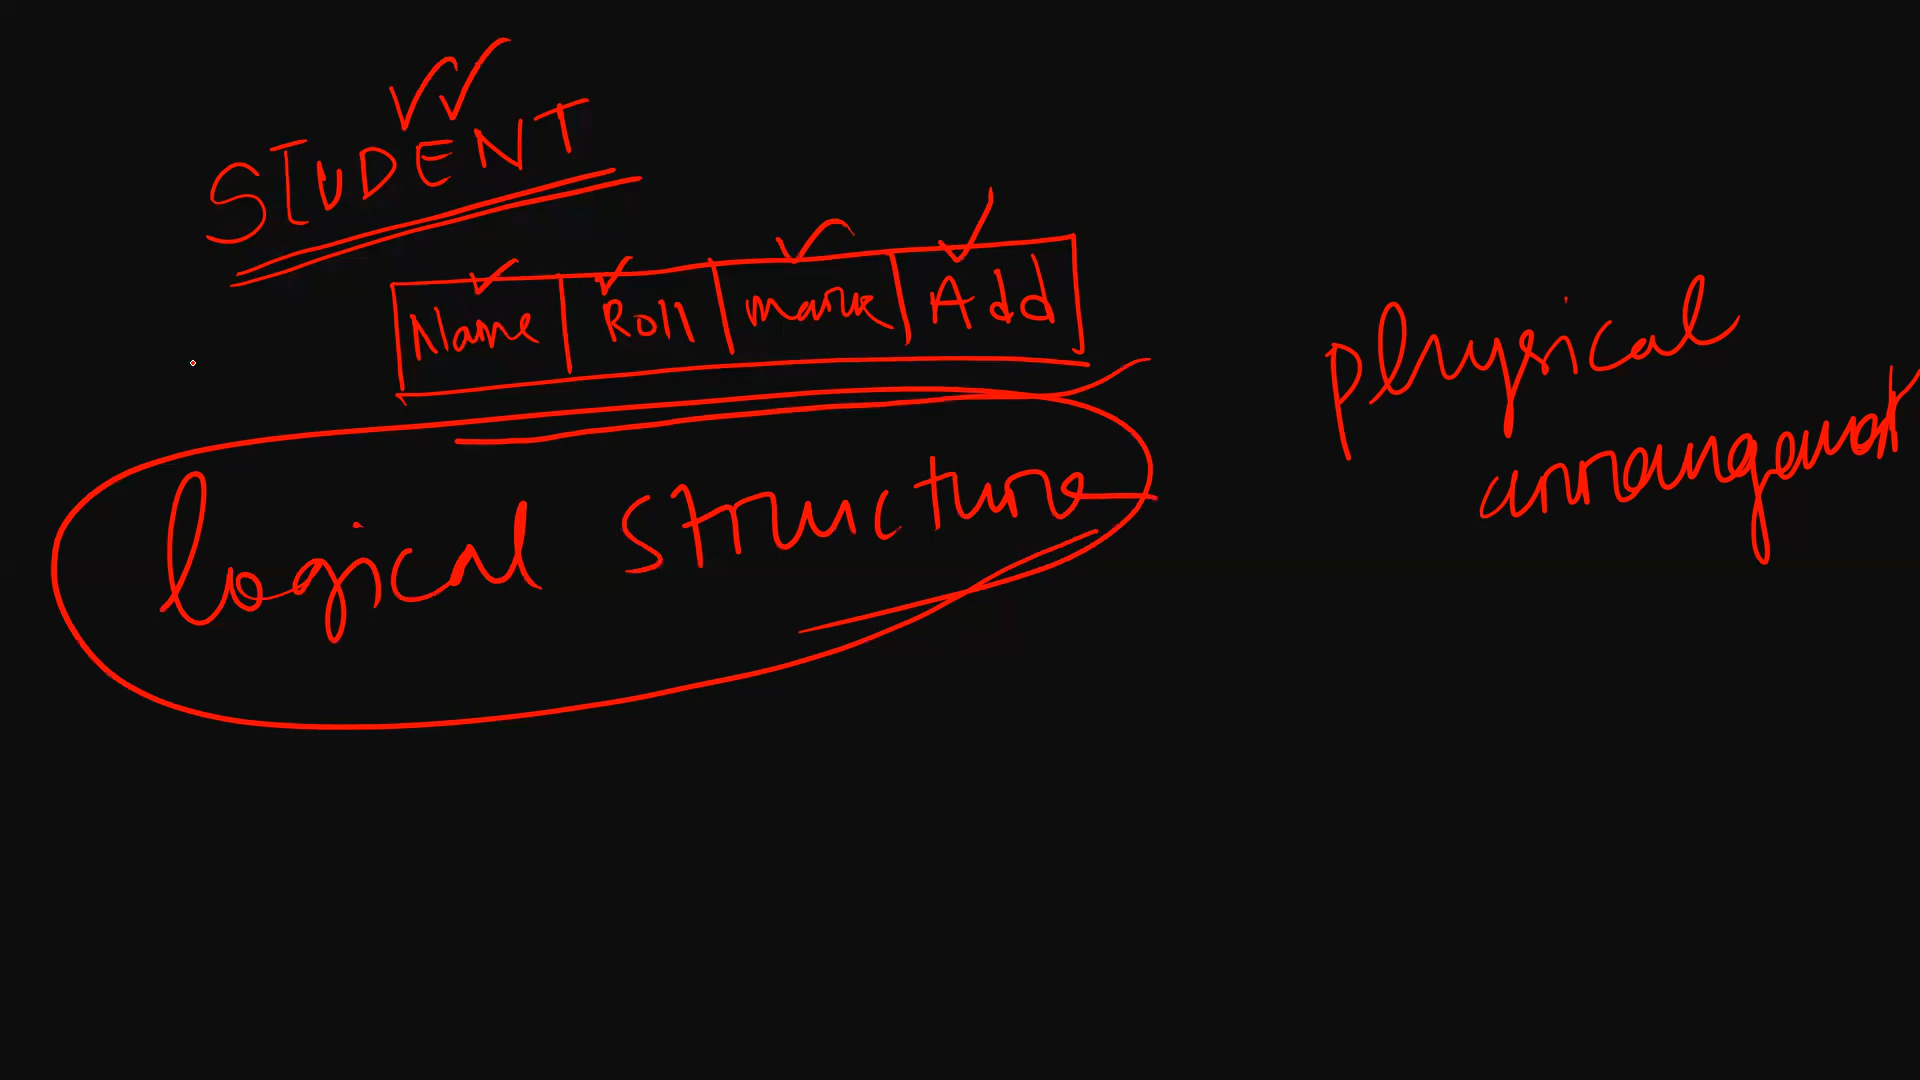 STUDENT
Name Roll mark Add
logical structure
physical
arrangement